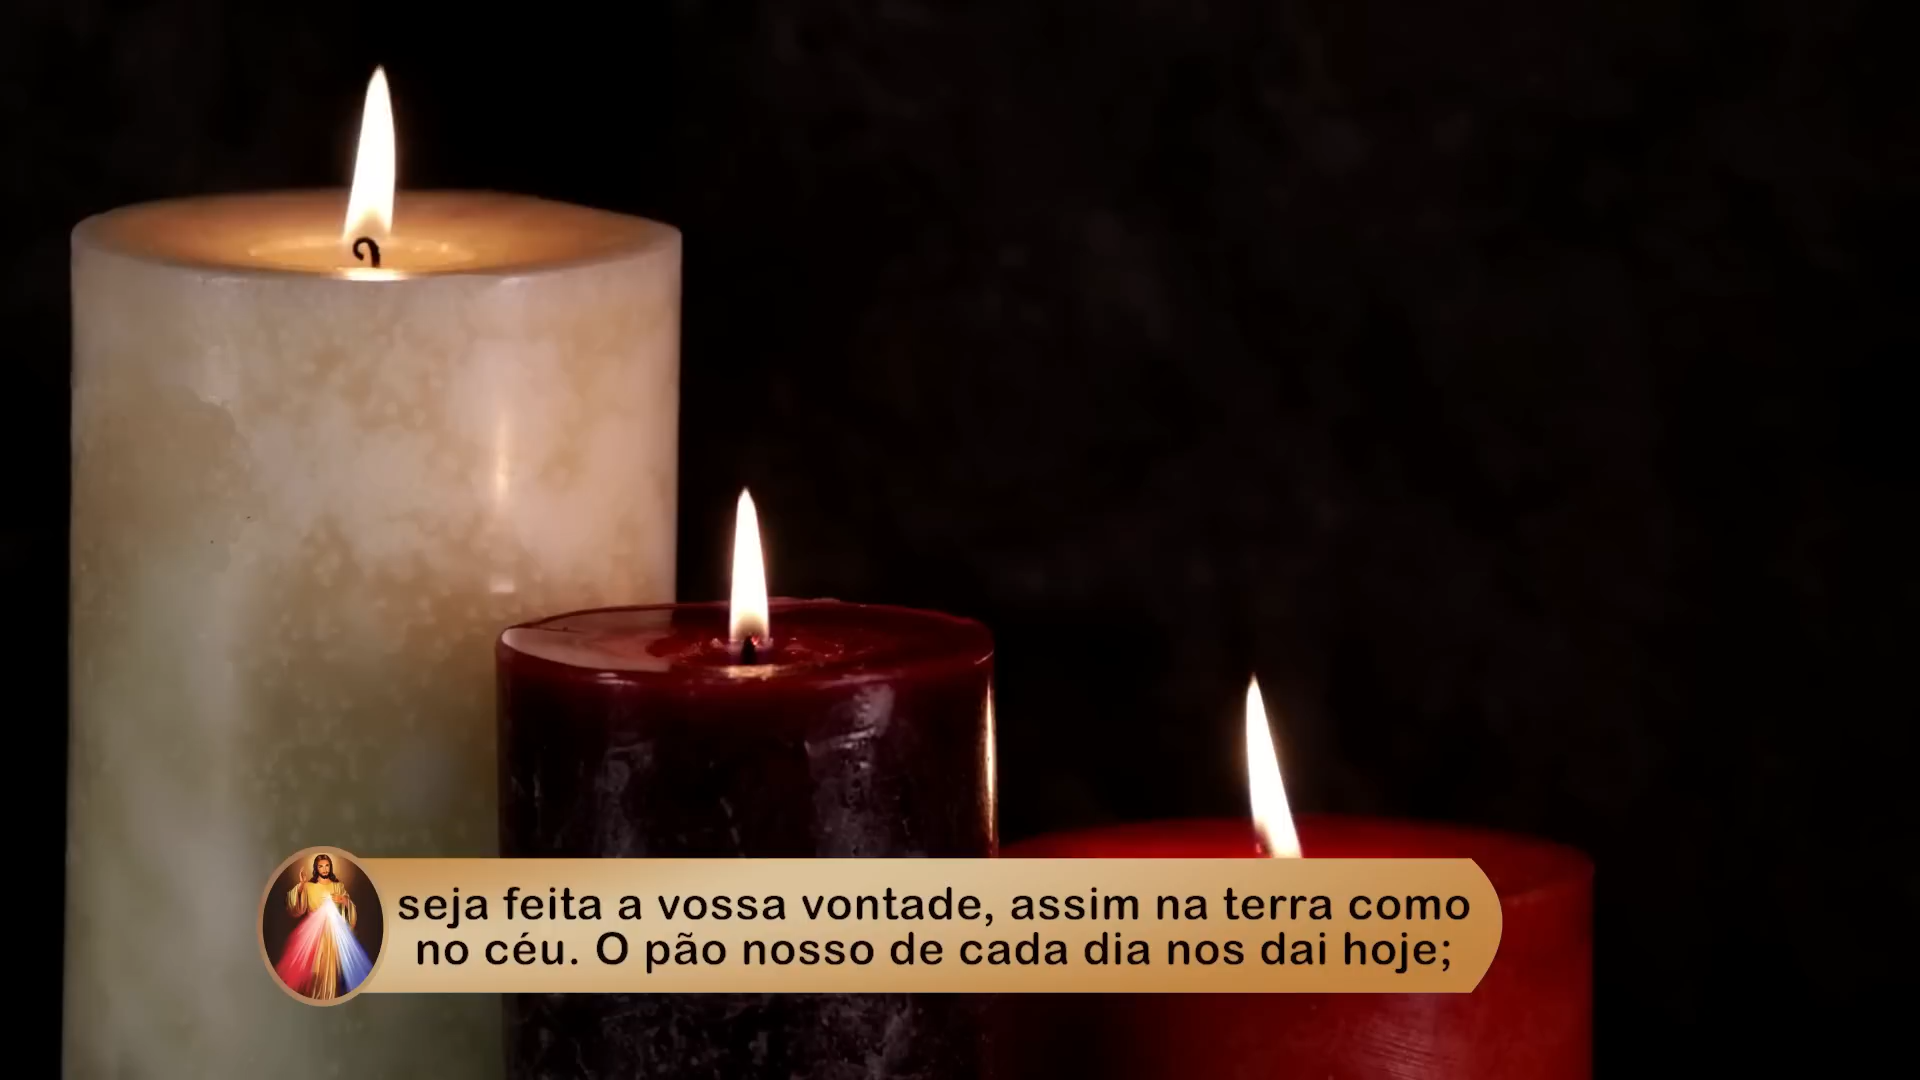 seja feita a vossa vontade, assim na terra como
no céu. O pão nosso de cada dia nos dai hoje;